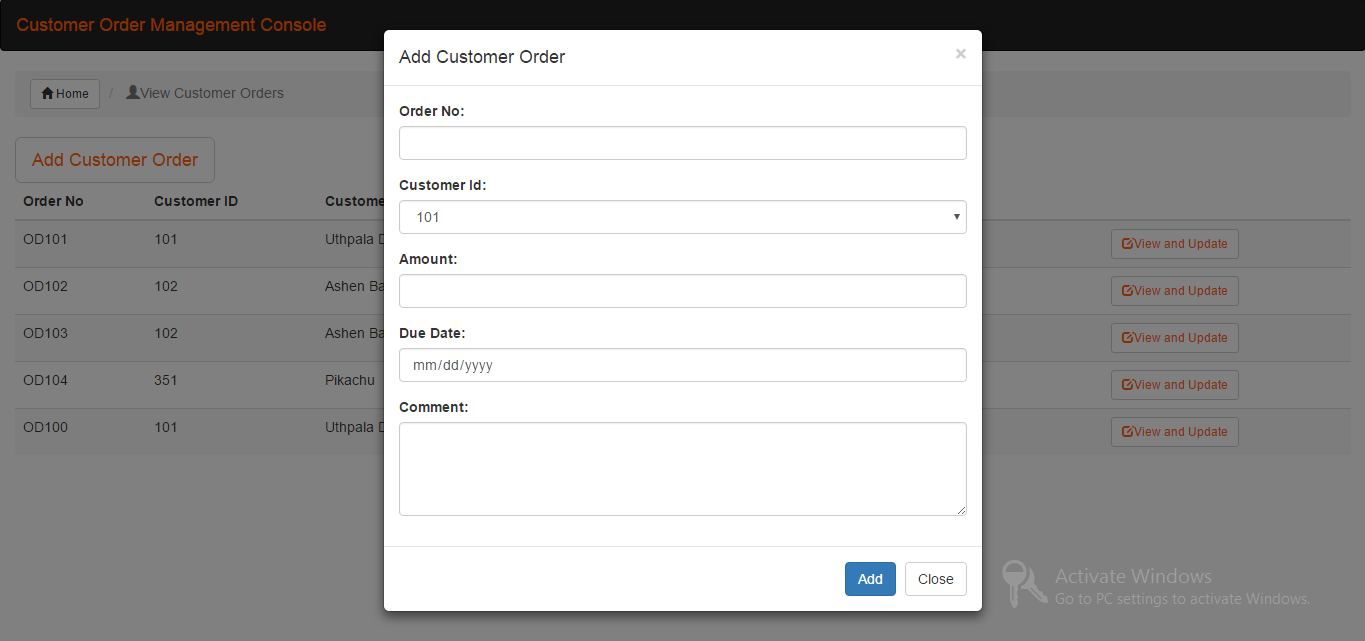 Customer Order Management Console
Home / View Customer Orders
Add Customer Order
Order No Customer ID Custome
OD101 101 Uthpala View and Update
OD102 102 Ashen Ba View and Update
OD103 102 Ashen Ba View and Update
OD104 351 Pikachu View and Update
OD100 101 Uthpala View and Update
Add Customer Order ×
Order No:
Customer Id:
101
Amount:
Due Date:
mm/dd/yyyy
Comment:
Add Close
Activate Windows
Go to PC settings to activate Windows.